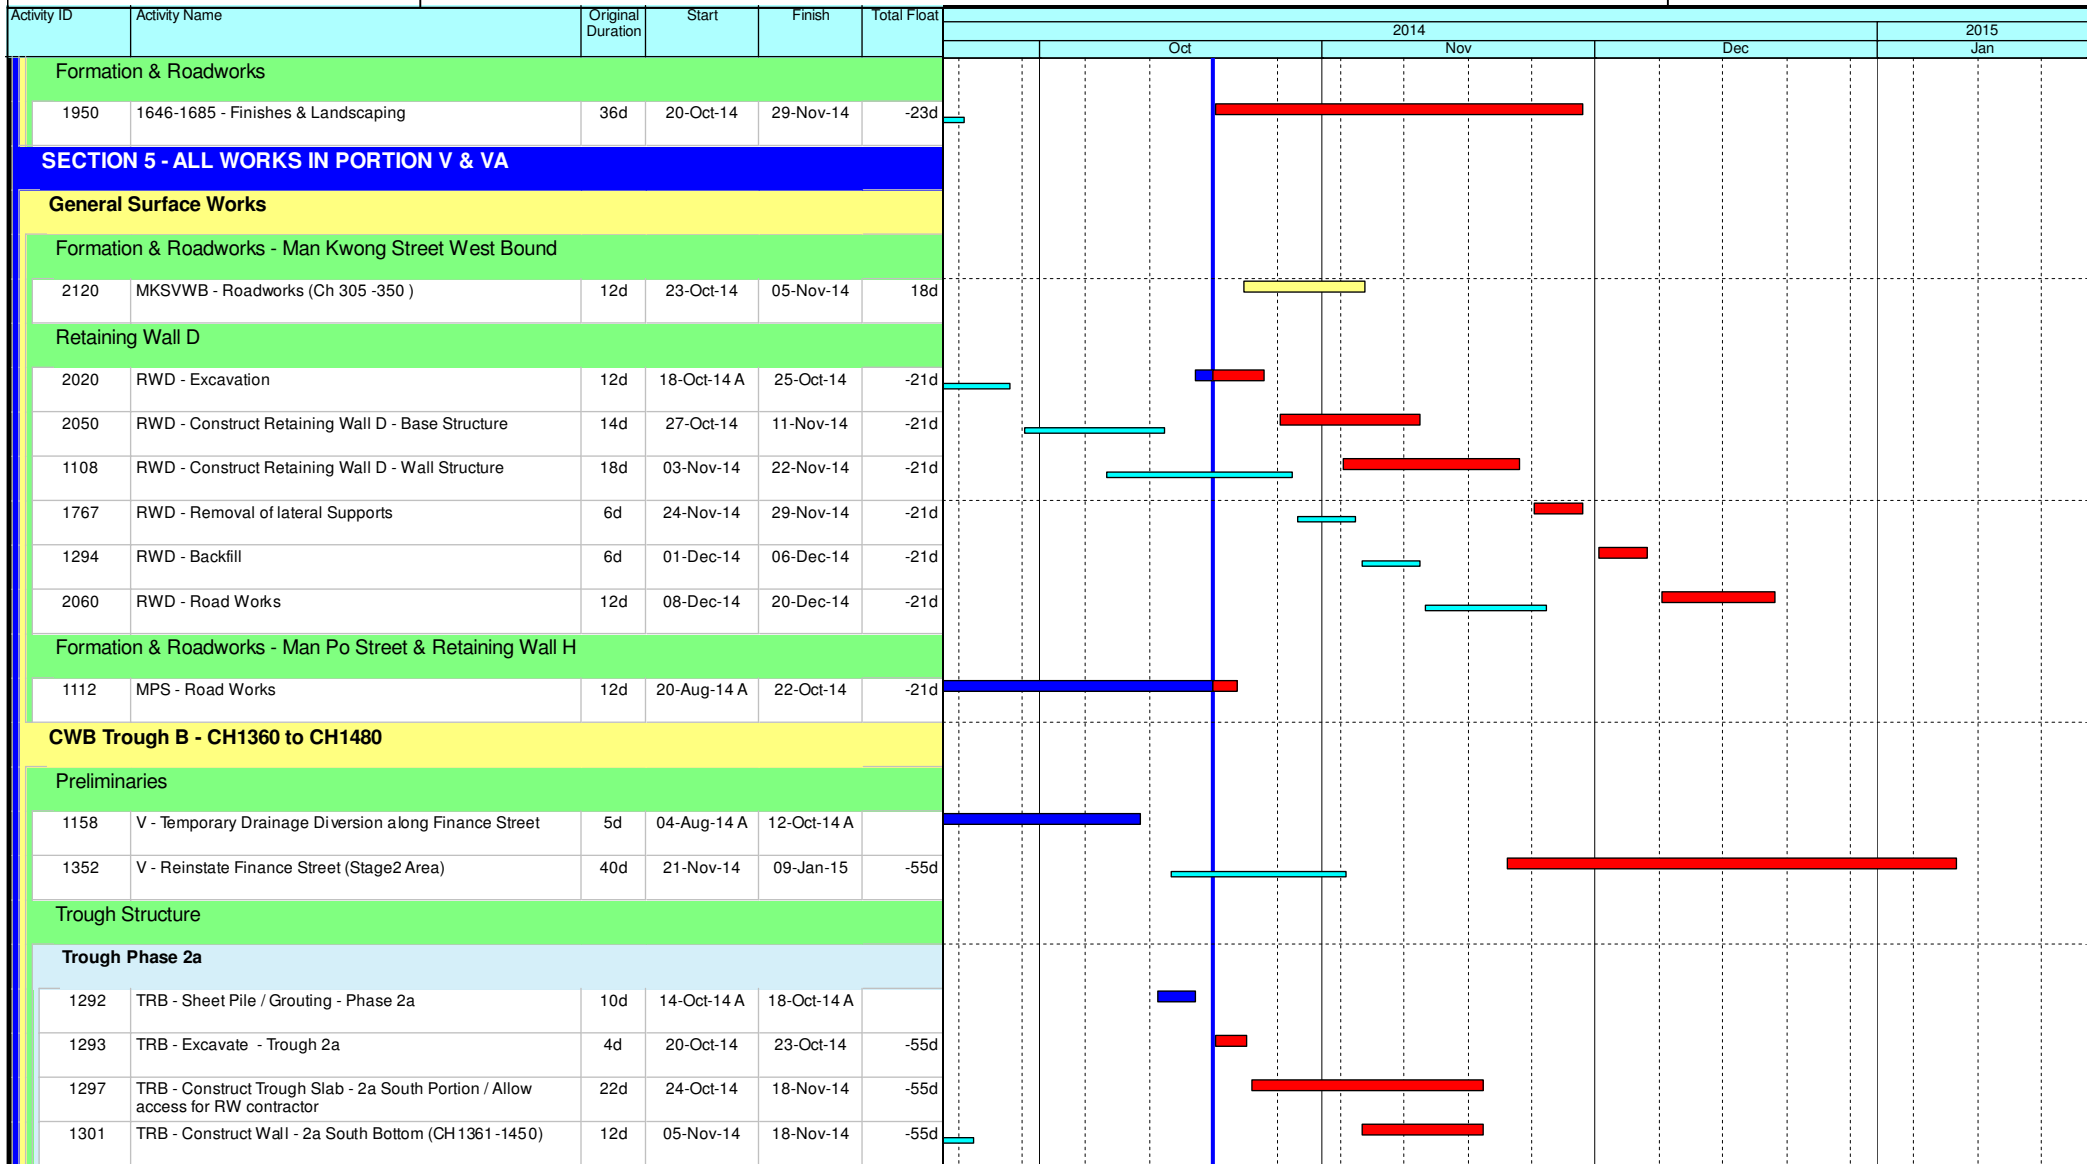 Activity ID Activity Name Original Duration Start Finish Total Float
2014 2015
Oct Nov Dec Jan
Formation & Roadworks
1950 1646-1685 - Finishes & Landscaping 36d 20-Oct-14 29-Nov-14 -23d
SECTION 5 - ALL WORKS IN PORTION V & VA
General Surface Works
Formation & Roadworks - Man Kwong Street West Bound
2120 MKSVWB - Roadworks (Ch 305 -350 ) 12d 23-Oct-14 05-Nov-14 18d
Retaining Wall D
2020 RWD - Excavation 12d 18-Oct-14 A 25-Oct-14 -21d
2050 RWD - Construct Retaining Wall D - Base Structure 14d 27-Oct-14 11-Nov-14 -21d
1108 RWD - Construct Retaining Wall D - Wall Structure 18d 03-Nov-14 22-Nov-14 -21d
1767 RWD - Removal of lateral Supports 6d 24-Nov-14 29-Nov-14 -21d
1294 RWD - Backfill 6d 01-Dec-14 06-Dec-14 -21d
2060 RWD - Road Works 12d 08-Dec-14 20-Dec-14 -21d
Formation & Roadworks - Man Po Street & Retaining Wall H
1112 MPS - Road Works 12d 20-Aug-14 A 22-Oct-14 -21d
CWB Trough B - CH1360 to CH1480
Preliminaries
1158 V - Temporary Drainage Diversion along Finance Street 5d 04-Aug-14 A 12-Oct-14 A
1352 V - Reinstate Finance Street (Stage2 Area) 40d 21-Nov-14 09-Jan-15 -55d
Trough Structure
Trough Phase 2a
1292 TRB - Sheet Pile / Grouting - Phase 2a 10d 14-Oct-14 A 18-Oct-14 A
1293 TRB - Excavate - Trough 2a 4d 20-Oct-14 23-Oct-14 -55d
1297 TRB - Construct Trough Slab - 2a South Portion / Allow 22d 24-Oct-14 18-Nov-14 -55d
access for RW contractor
1301 TRB - Construct Wall - 2a South Bottom (CH1361-1450) 12d 05-Nov-14 18-Nov-14 -55d